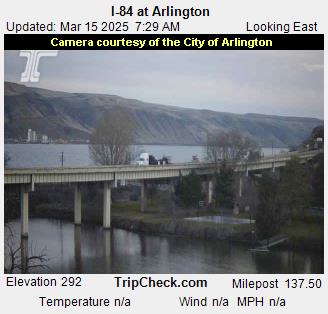 I-84 at Arlington
Updated: Mar 15 2025 7:29 AM Looking East
Camera courtesy of the City of Arlington
Elevation 292 TripCheck.com Milepost 137.50
Temperature n/a Wind n/a MPH n/a